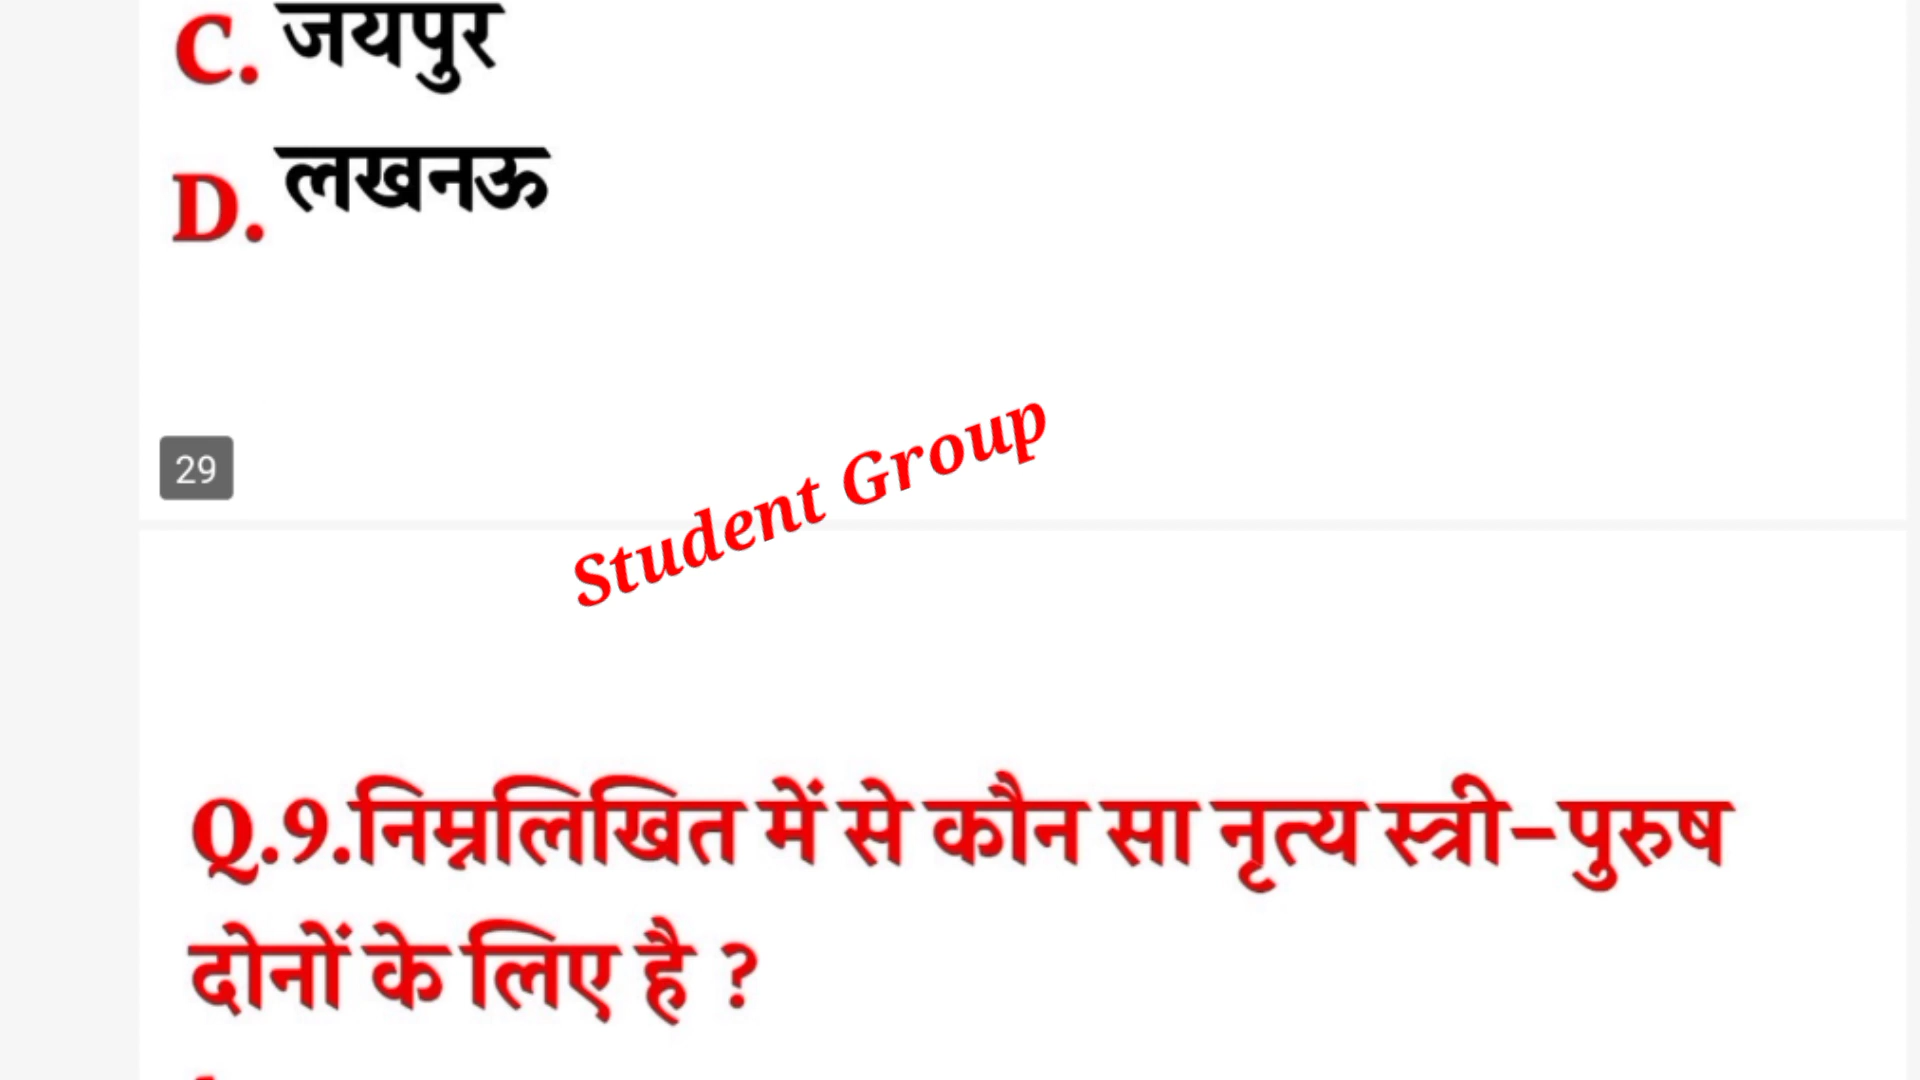 C. जयपुर
D. लखनऊ
29
Student Group
Q.9.निम्नलिखित में से कौन सा नृत्य स्त्री-पुरुष
दोनों के लिए है ?